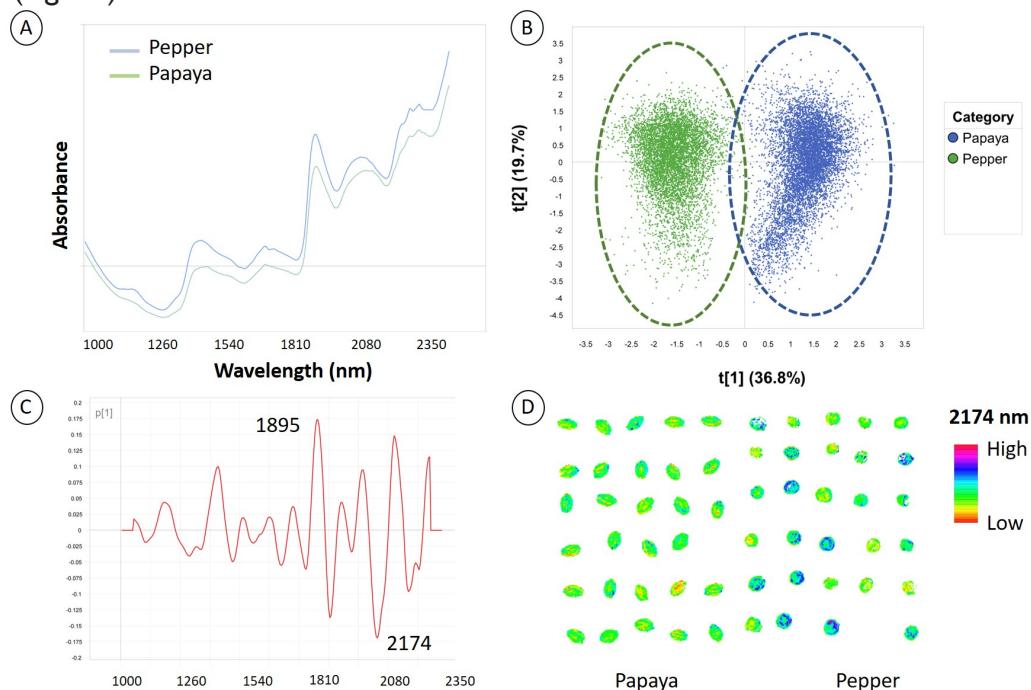 A
Pepper
Papaya
Absorbance
1000 1260 1540 1810 2080 2350
Wavelength (nm)
B
t[2] (19.7%)
3.5
3
2.5
2
1.5
1
0.5
0
-0.5
-1
-1.5
-2
-2.5
-3
-3.5
-4
-4.5
-3.5 -3 -2.5 -2 -1.5 -1 -0.5 0 0.5 1 1.5 2 2.5 3 3.5
t[1] (36.8%)
Category
Papaya
Pepper
C
p[1]
0.2
0.175
0.15
0.125
0.1
0.075
0.05
0.025
0
-0.025
-0.05
-0.075
-0.1
-0.125
-0.15
-0.175
-0.2
1895
2174
1000 1260 1540 1810 2080 2350
D
2174 nm
High
Low
Papaya Pepper